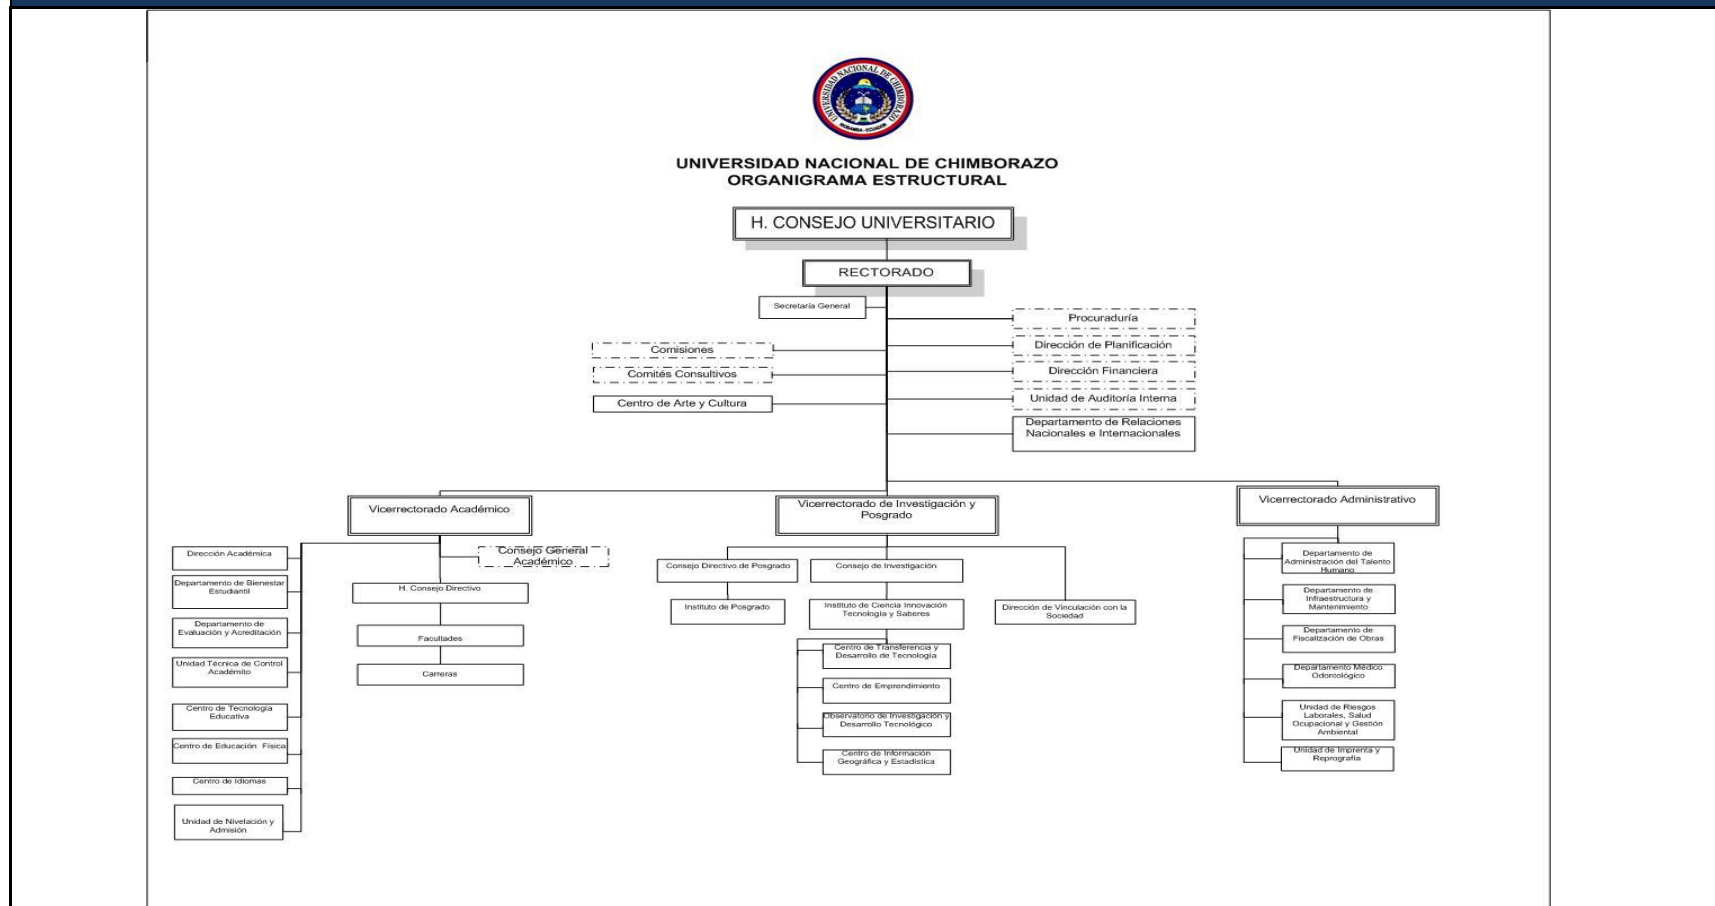 UNIVERSIDAD NACIONAL DE CHIMBORAZO
RIOBAMBA - ECUADOR
UNIVERSIDAD NACIONAL DE CHIMBORAZO
ORGANIGRAMA ESTRUCTURAL
H. CONSEJO UNIVERSITARIO
RECTORADO
Secretaría General
Procuraduría
Comisiones
Dirección de Planificación
Comités Consultivos
Dirección Financiera
Centro de Arte y Cultura
Unidad de Auditoría Interna
Departamento de Relaciones
Nacionales e Internacionales
Vicerrectorado Académico
Vicerrectorado de Investigación y
Posgrado
Vicerrectorado Administrativo
Dirección Académica
Departamento de Bienestar
Estudiantil
Departamento de
Evaluación y Acreditación
Unidad Técnica de Control
Académito
Centro de Tecnología
Educativa
Centro de Educación Física
Centro de Idiomas
Unidad de Nivelación y
Admisión
Consejo General
Académico
H. Consejo Directivo
Facultades
Carreras
Consejo Directivo de Posgrado
Instituto de Posgrado
Consejo de Investigación
Instituto de Ciencia Innovación
Tecnología y Saberes
Centro de Transferencia y
Desarrollo de Tecnología
Centro de Emprendimiento
Observatorio de Investigación y
Desarrollo Tecnológico
Centro de Información
Geográfica y Estadística
Dirección de Vinculación con la
Sociedad
Departamento de
Administración del Talento
Humano
Departamento de
Infraestructura y
Mantenimiento
Departamento de
Fiscalización de Obras
Departamento Médico
Odontológico
Unidad de Riesgos
Laborales, Salud
Ocupacional y Gestión
Ambiental
Unidad de Imprenta y
Reprografía